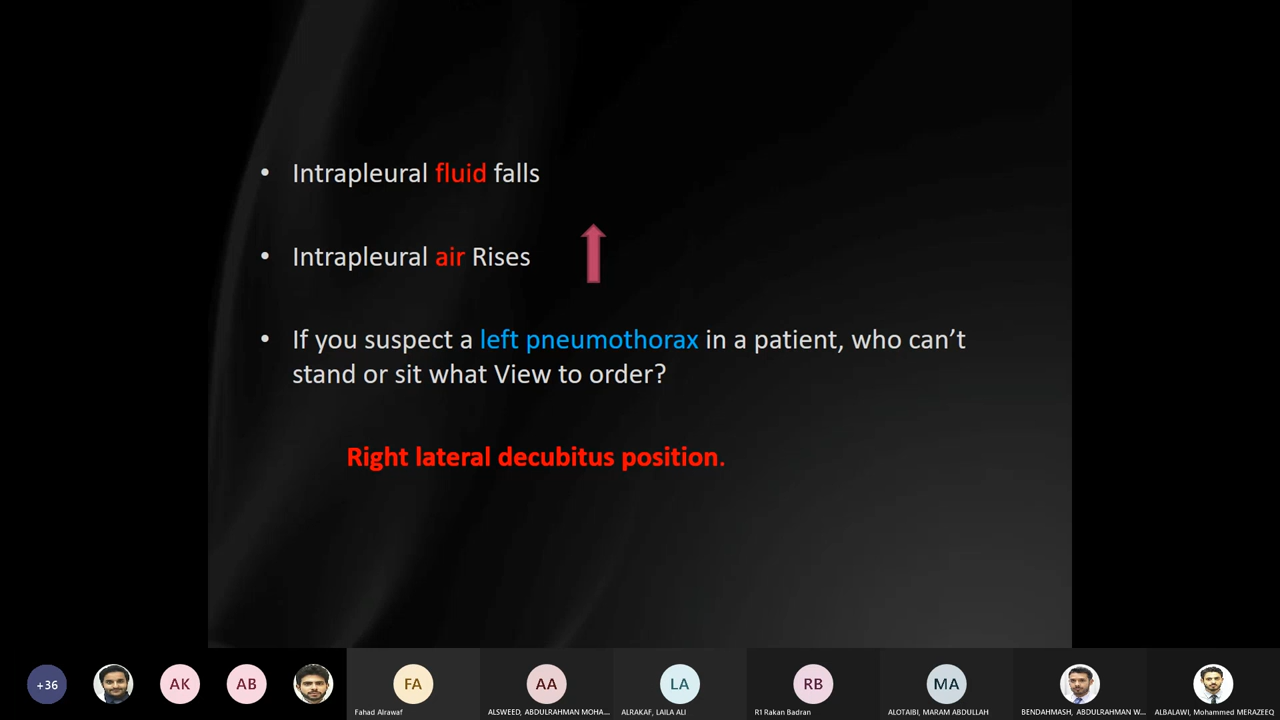 • Intrapleural fluid falls
• Intrapleural air Rises
• If you suspect a left pneumothorax in a patient, who can’t
stand or sit what View to order?
Right lateral decubitus position.
+36
AK
AB
FA
AA
LA
RB
MA
Fahad Alrawaf
ALSWEED, ABDULRAHMAN MOHA...
ALRAKAF, LAILA ALI
R1 Rakan Badran
ALOTAIBI, MARAM ABDULLAH
BENDAHMASH, ABDULRAHMAN W...
ALBALAWI, Mohammed MERAZEEQ